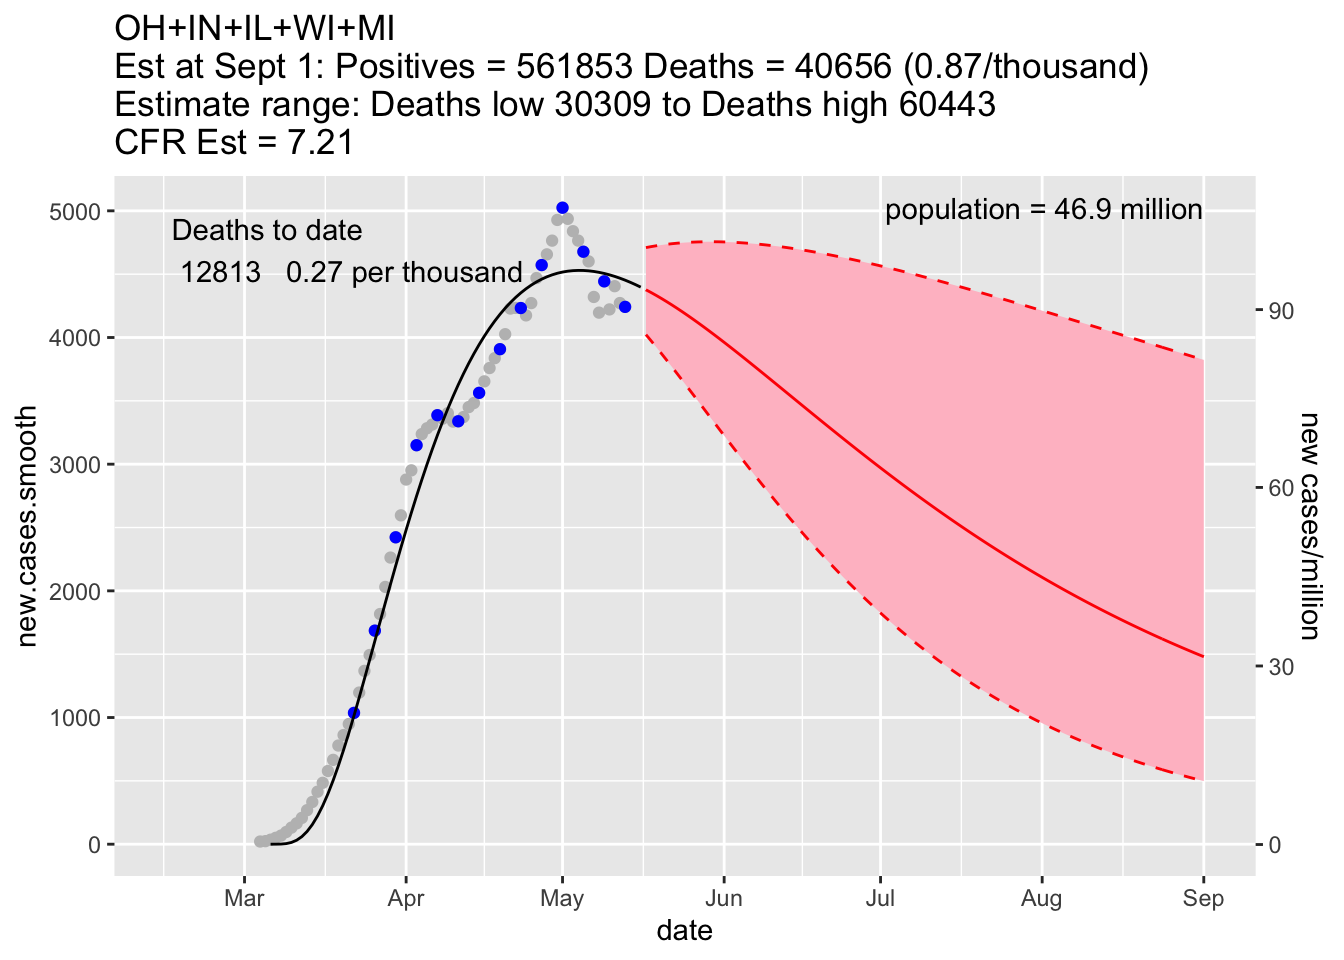 OH+IN+IL+WI+MI
Est at Sept 1: Positives = 561853 Deaths = 40656 (0.87/thousand)
Estimate range: Deaths low 30309 to Deaths high 60443
CFR Est = 7.21
population = 46.9 million
Deaths to date
12813 0.27 per thousand
new.cases.smooth
5000
4000
3000
2000
1000
0
90
60
30
0
new cases/million
Mar Apr May Jun Jul Aug Sep
date